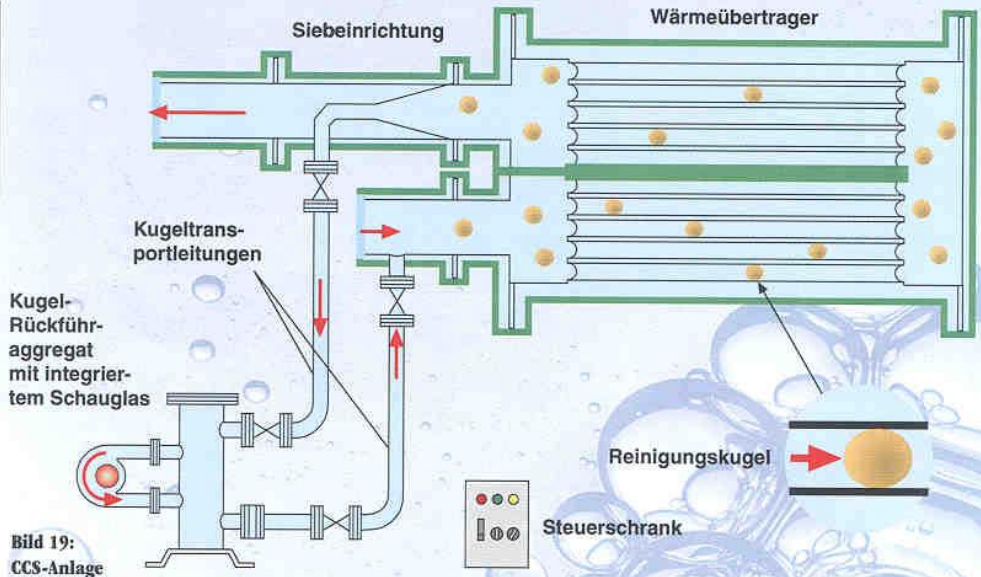 Siebeinrichtung
Wärmeübertrager
Kugeltrans-
portleitungen
Kugel-
Rückführ-
aggregat
mit integrier-
tem Schauglas
Reinigungskugel
Steuerschrank
Bild 19:
CCS-Anlage